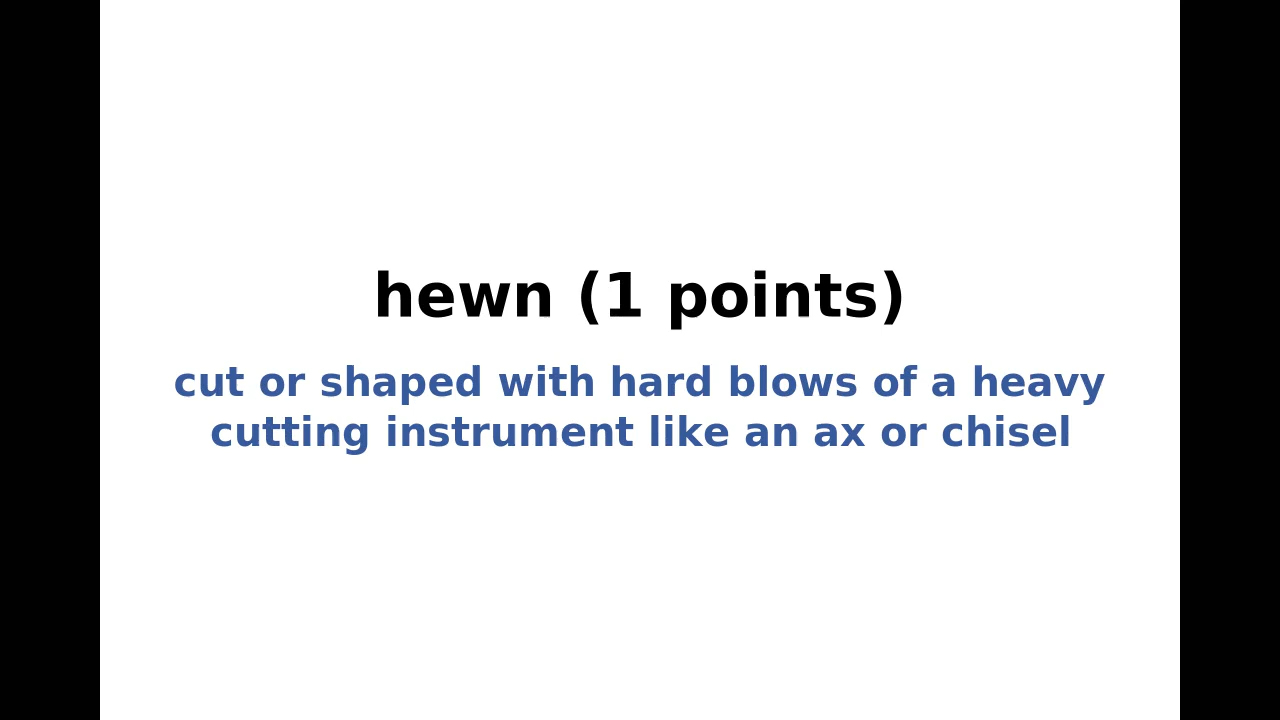 hewn (1 points)
cut or shaped with hard blows of a heavy
cutting instrument like an ax or chisel